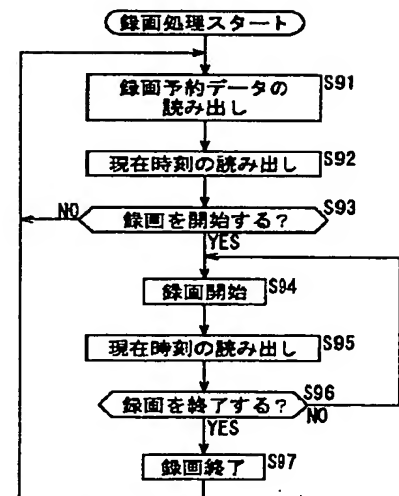 録画処理スタート
録画予約データの
読み出し
S91
現在時刻の読み出し
S92
録画を開始する?
S93
NO
YES
録画開始
S94
現在時刻の読み出し
S95
録画を終了する?
S96
NO
YES
録画終了
S97